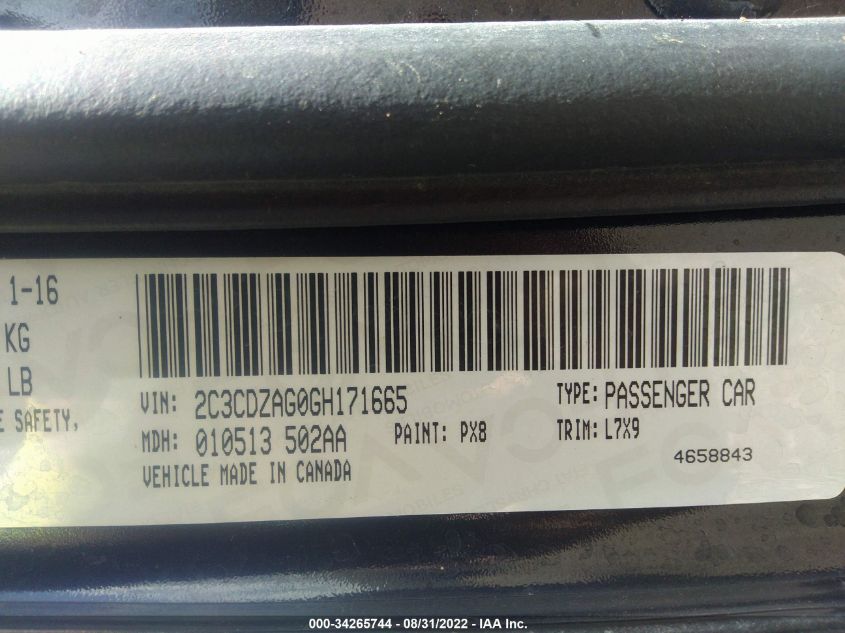 1-16
KG
LB
E SAFETY,
VIN: 2C3CDZAG0GH171665
TYPE: PASSENGER CAR
MDH: 010513 502AA
PAINT: PX8
TRIM: L7X9
VEHICLE MADE IN CANADA
4658843
000-34265744 - 08/31/2022 - IAA Inc.